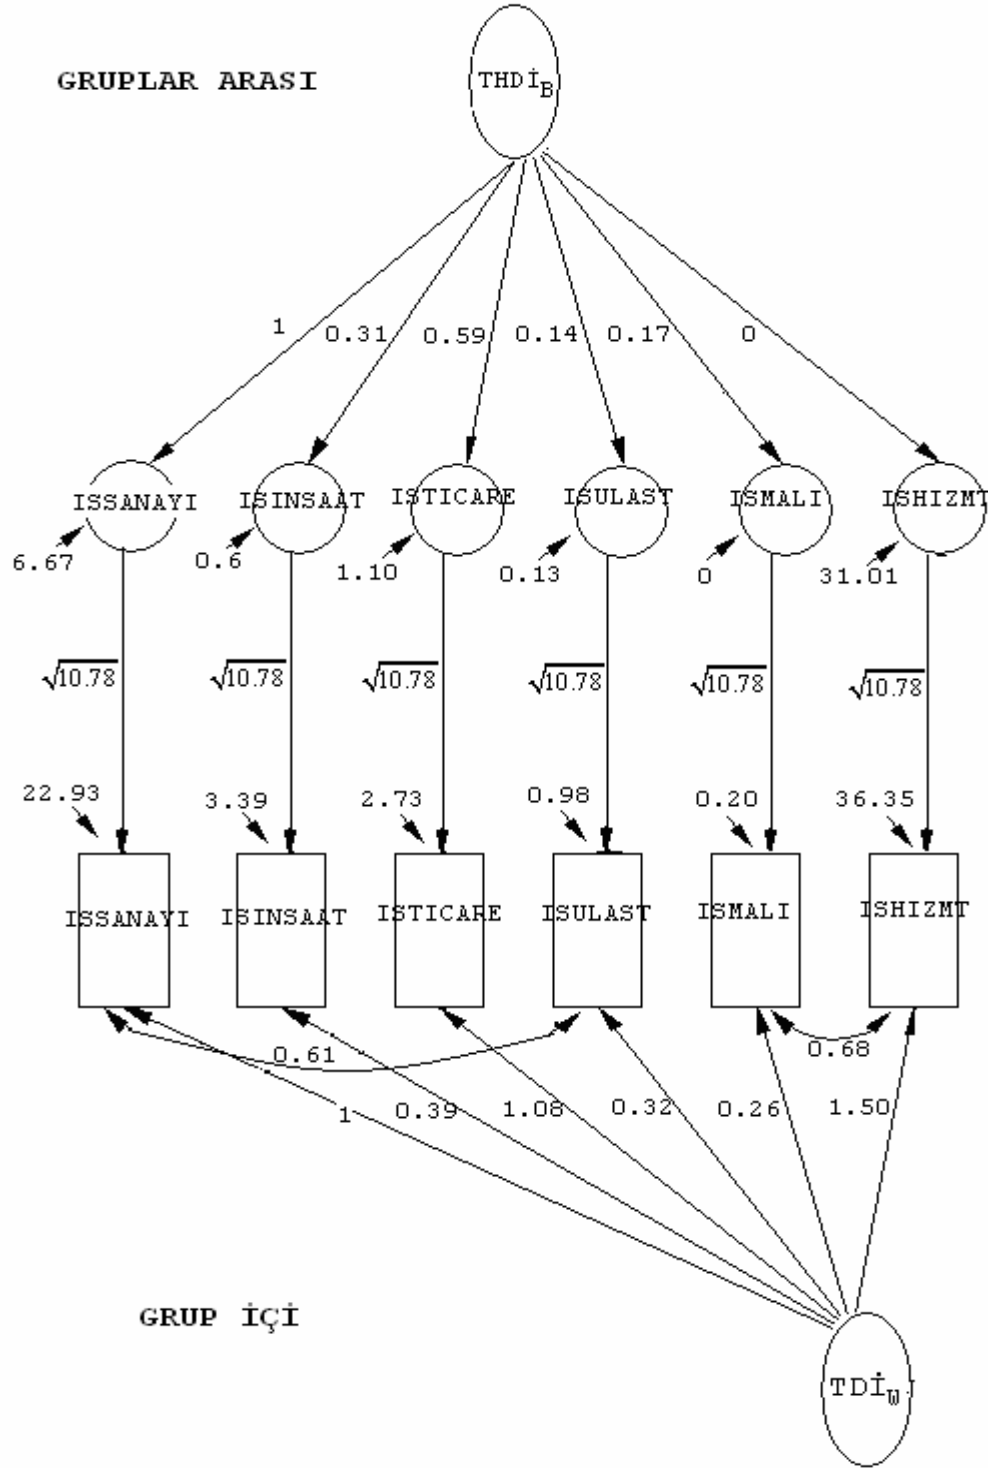 THDİB
GRUPLAR ARASI
1 0.31 0.59 0.14 0.17 0
ISSANAYI ISINSAAT ISTICARE ISULAST ISMALI ISHIZMT
6.67 0.6 1.10 0.13 0 31.01
√10.78 √10.78 √10.78 √10.78 √10.78 √10.78
22.93 3.39 2.73 0.98 0.20 36.35
ISSANAYI ISINSAAT ISTICARE ISULAST ISMALI ISHIZMT
0.61 0.68
1 0.39 1.08 0.32 0.26 1.50
GRUP İÇİ
TDİW